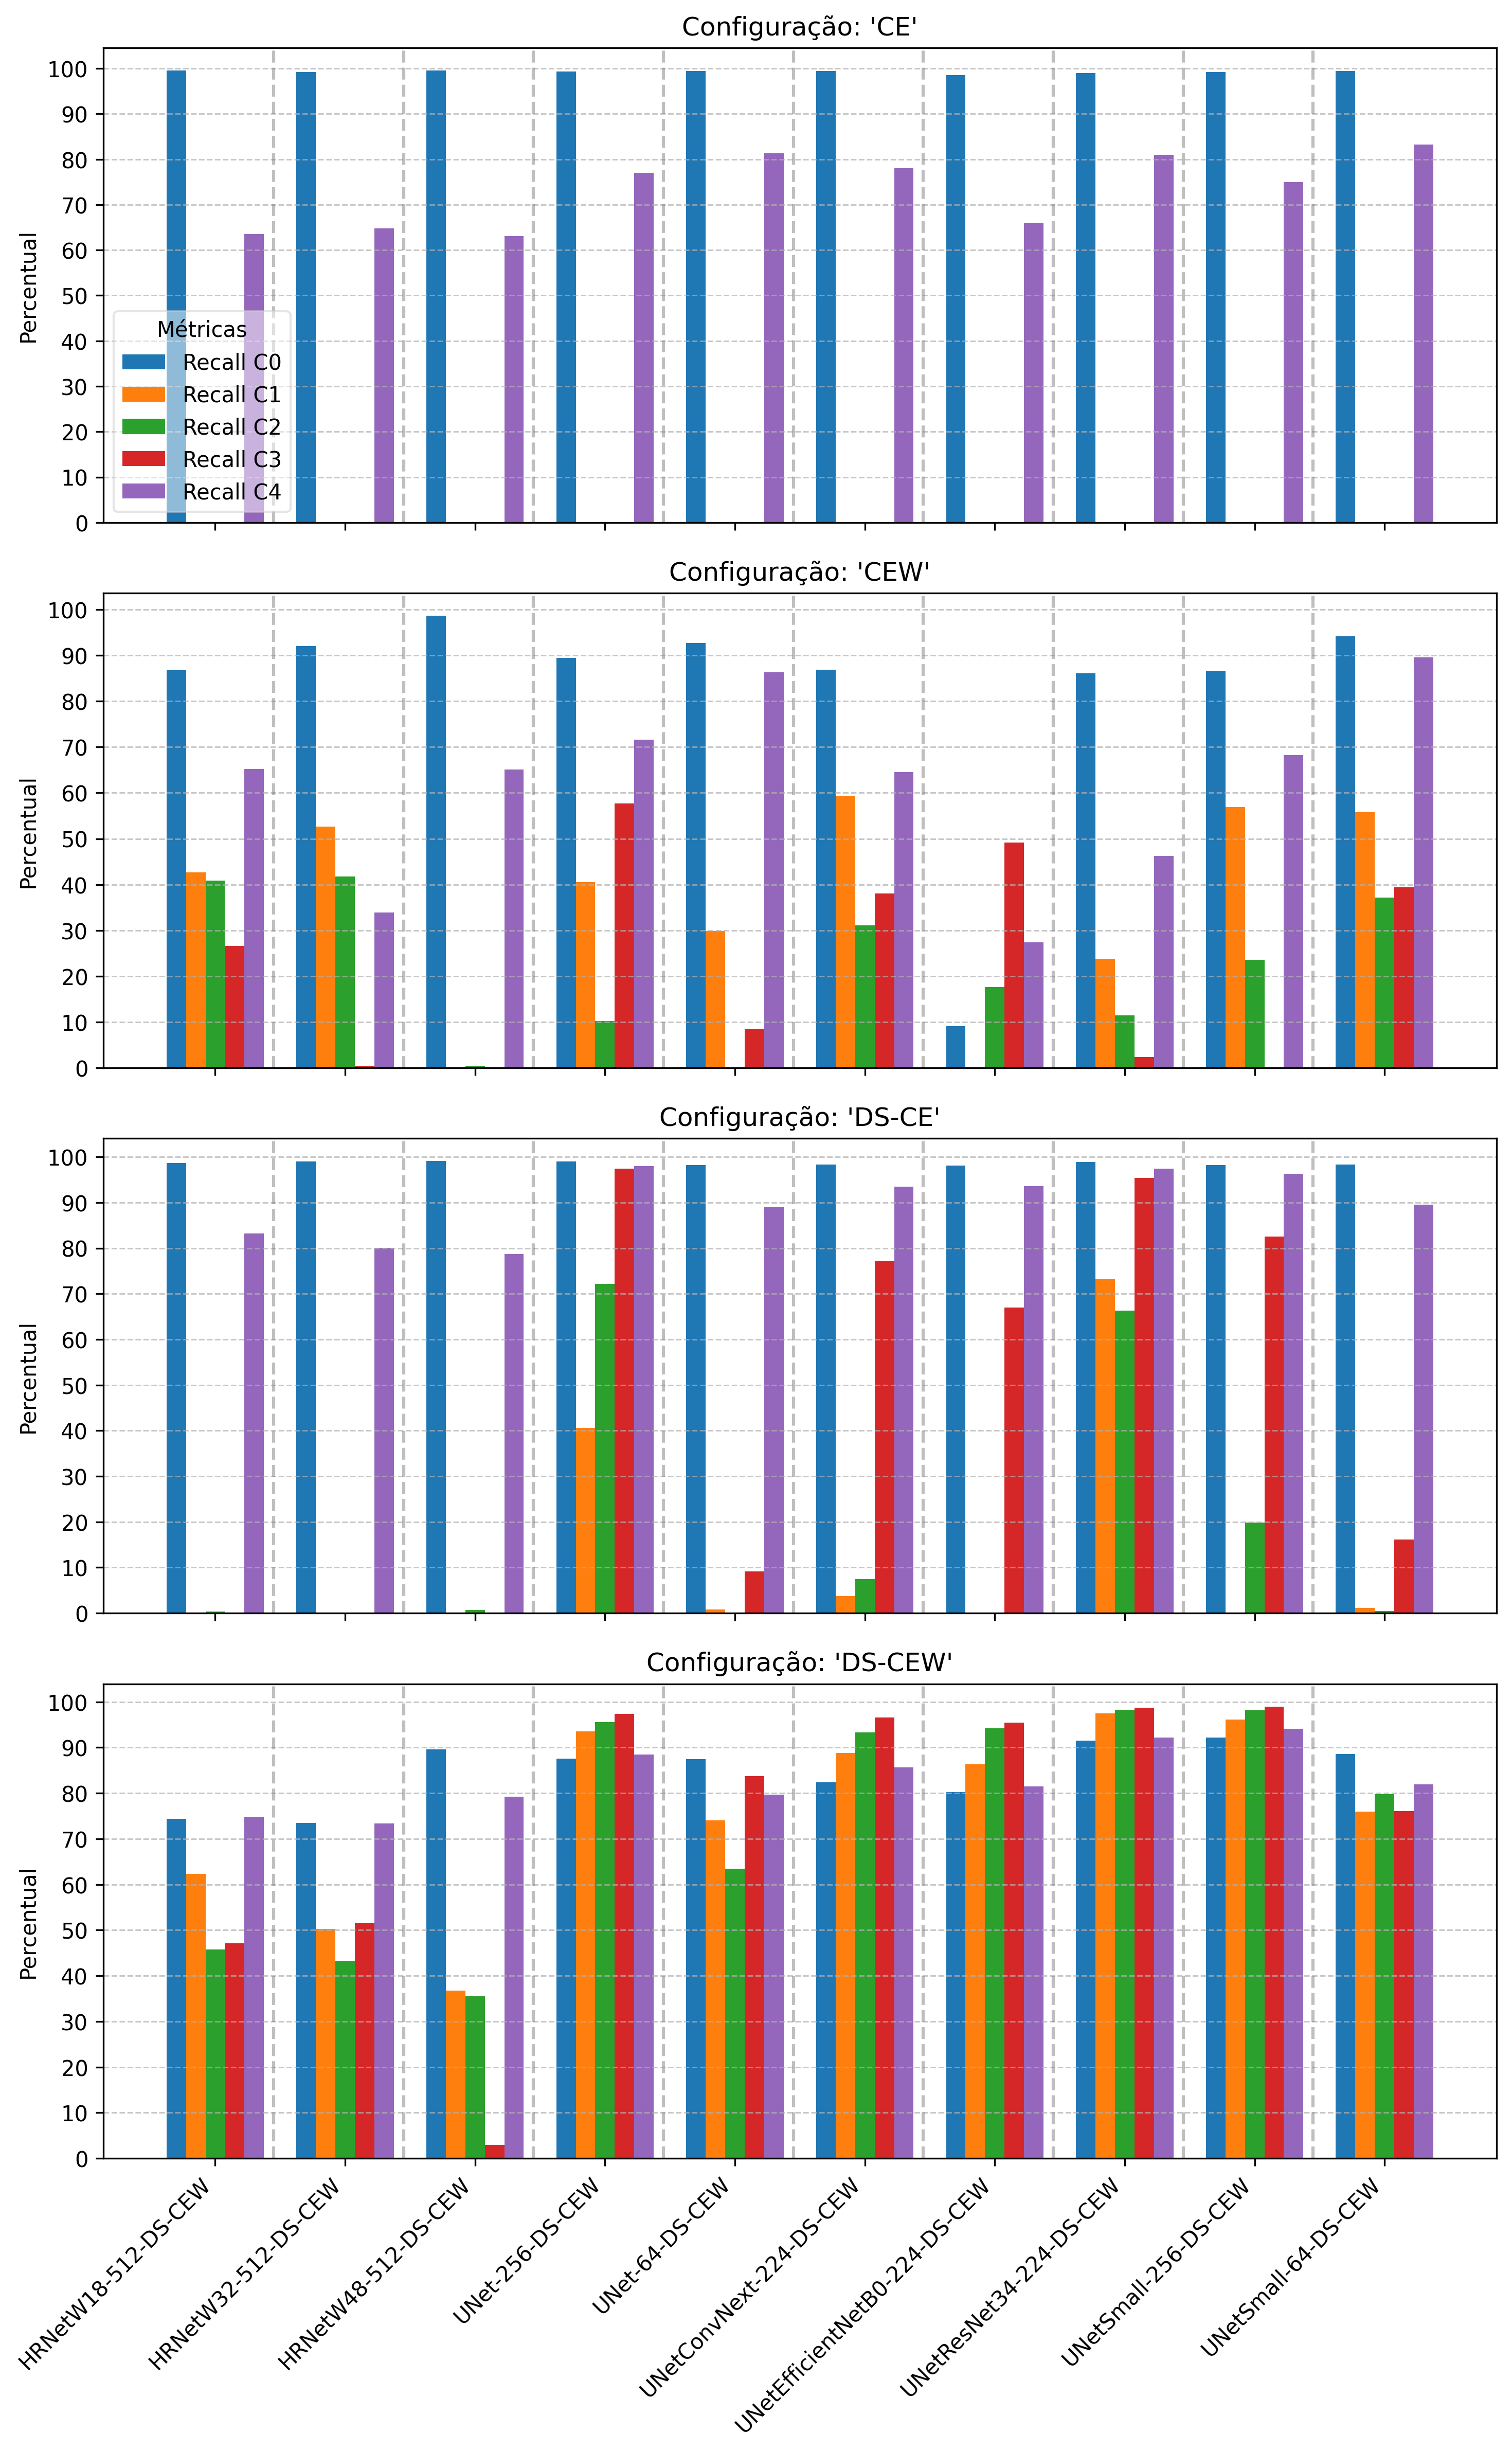 Configuração: 'CE'
100
90
80
70
60
50
40
30
20
10
0
Percentual
Métricas
Recall C0
Recall C1
Recall C2
Recall C3
Recall C4
Configuração: 'CEW'
100
90
80
70
60
50
40
30
20
10
0
Percentual
Configuração: 'DS-CE'
100
90
80
70
60
50
40
30
20
10
0
Percentual
Configuração: 'DS-CEW'
100
90
80
70
60
50
40
30
20
10
0
Percentual
HRNetW18-512-DS-CEW
HRNetW32-512-DS-CEW
HRNetW48-512-DS-CEW
UNet-256-DS-CEW
UNet-64-DS-CEW
UNetConvNext-224-DS-CEW
UNetEfficientNetB0-224-DS-CEW
UNetResNet34-224-DS-CEW
UNetSmall-256-DS-CEW
UNetSmall-64-DS-CEW